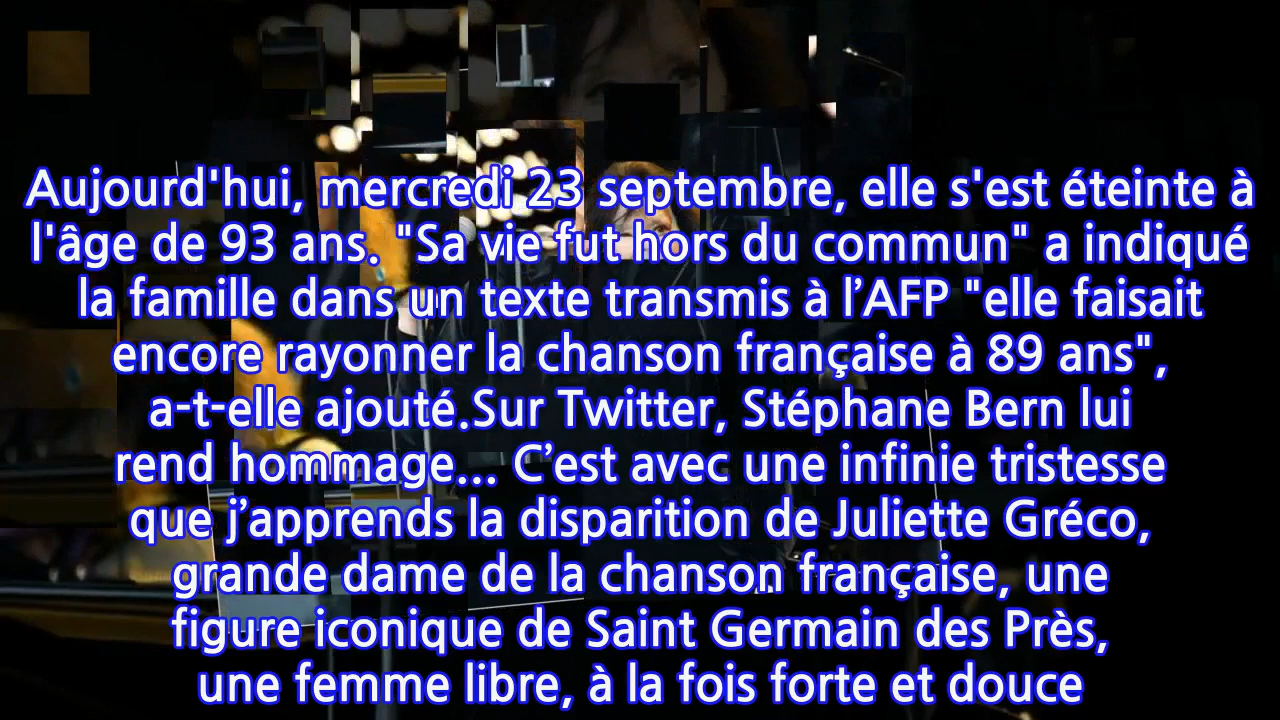 Aujourd'hui, mercredi 23 septembre, elle s'est éteinte à
l'âge de 93 ans. "Sa vie fut hors du commun" a indiqué
la famille dans un texte transmis à l’AFP "elle faisait
encore rayonner la chanson française à 89 ans",
a-t-elle ajouté.Sur Twitter, Stéphane Bern lui
rend hommage... C’est avec une infinie tristesse
que j’apprends la disparition de Juliette Gréco,
grande dame de la chanson française, une
figure iconique de Saint Germain des Près,
une femme libre, à la fois forte et douce